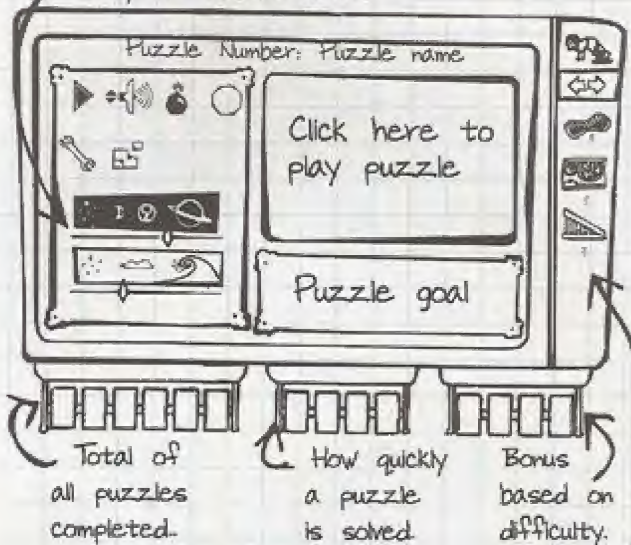 Puzzle Number: Puzzle name
Click here to
play puzzle
Puzzle goal
Total of
all puzzles
completed.
How quickly
a puzzle
is solved.
Bonus
based on
difficulty.